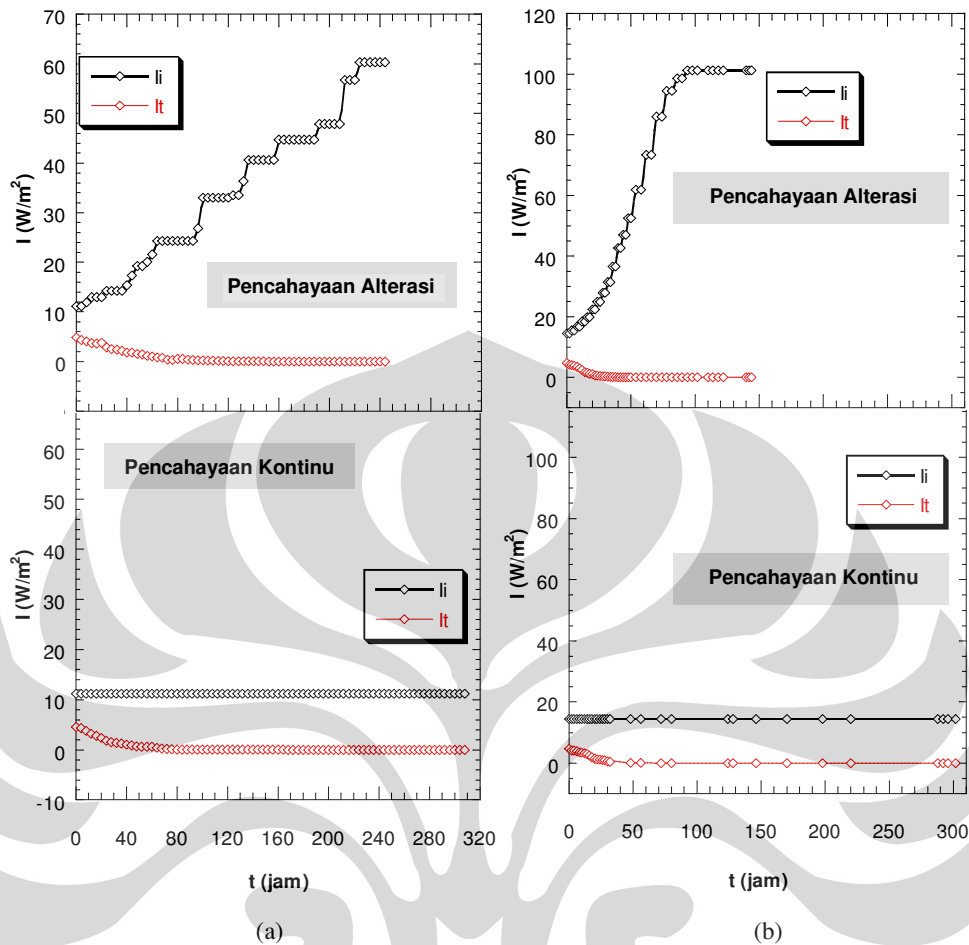 70
60
50
40
30
20
10
0
I (W/m²)
Ii
It
Pencahayaan Alterasi
120
100
80
60
40
20
0
I (W/m²)
Ii
It
Pencahayaan Alterasi
60
50
40
30
20
10
0
-10
I (W/m²)
Pencahayaan Kontinu
Ii
It
0 40 80 120 160 200 240 280 320
t (jam)
(a)
100
80
60
40
20
0
I (W/m²)
Ii
It
Pencahayaan Kontinu
0 50 100 150 200 250 300
t (jam)
(b)